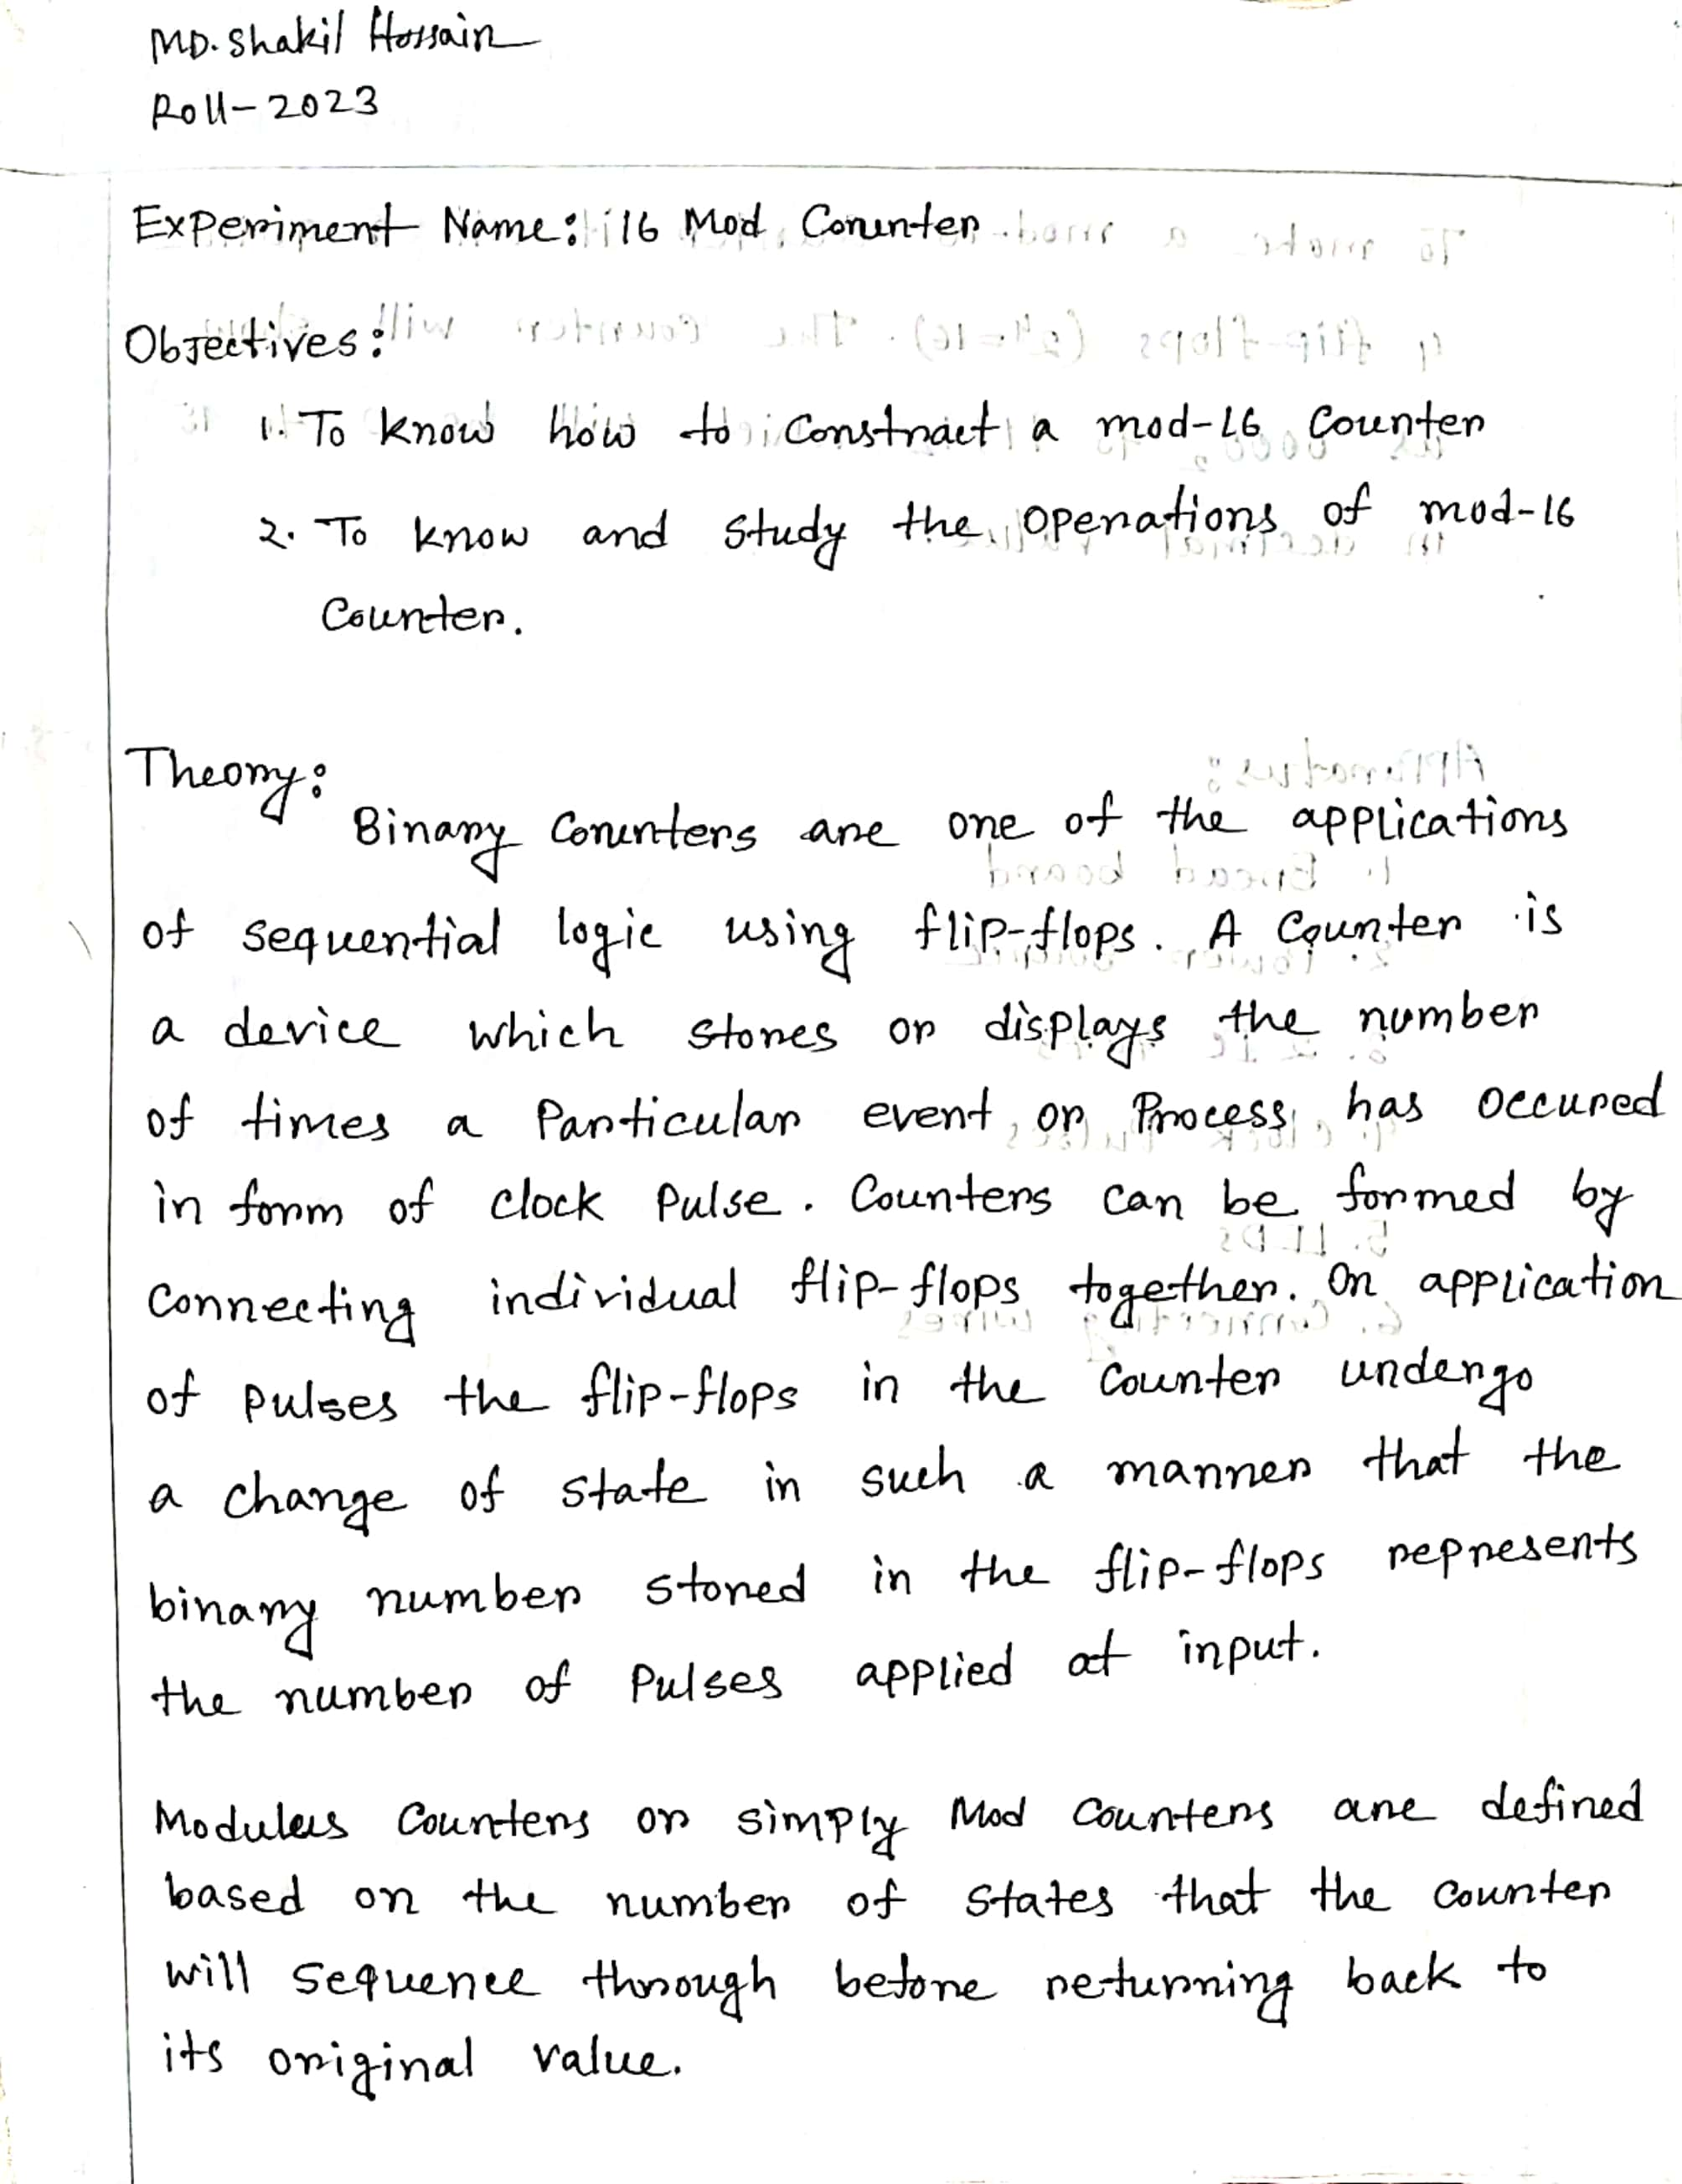 MD. Shakil Hossain
Roll-2023
Experiment Name: 16 Mod Counter.
Objectives:
1. To know how to Constract a mod-16 Counter
2. To know and study the operations of mod-16
Counter.
Theory:
Binary Counters are one of the applications
of sequential logic using flip-flops. A Counter is
a device which stores or displays the number
of times a Particular event or Process has occured
in form of clock Pulse. Counters can be formed by
Connecting individual flip-flops together. On application
of pulses the flip-flops in the counter undergo
a change of state in such a manner that the
binary number stored in the flip-flops represents
the number of Pulses applied at input.
Modulus Counters or simply Mod Counters are defined
based on the number of states that the counter
will sequence through before returning back to
its original value.